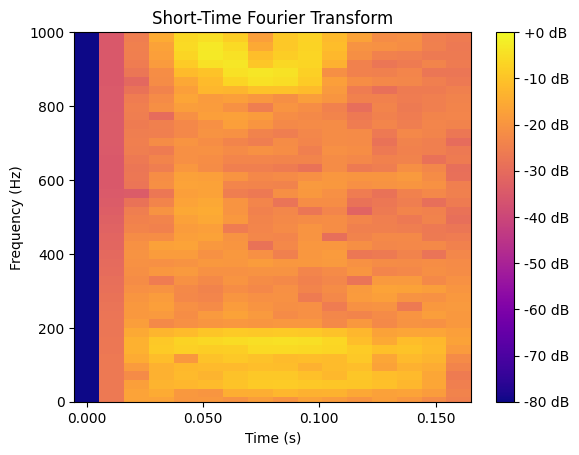 Short-Time Fourier Transform
1000
800
600
400
200
0
Frequency (Hz)
0.000
0.050
0.100
0.150
Time (s)
+0 dB
-10 dB
-20 dB
-30 dB
-40 dB
-50 dB
-60 dB
-70 dB
-80 dB